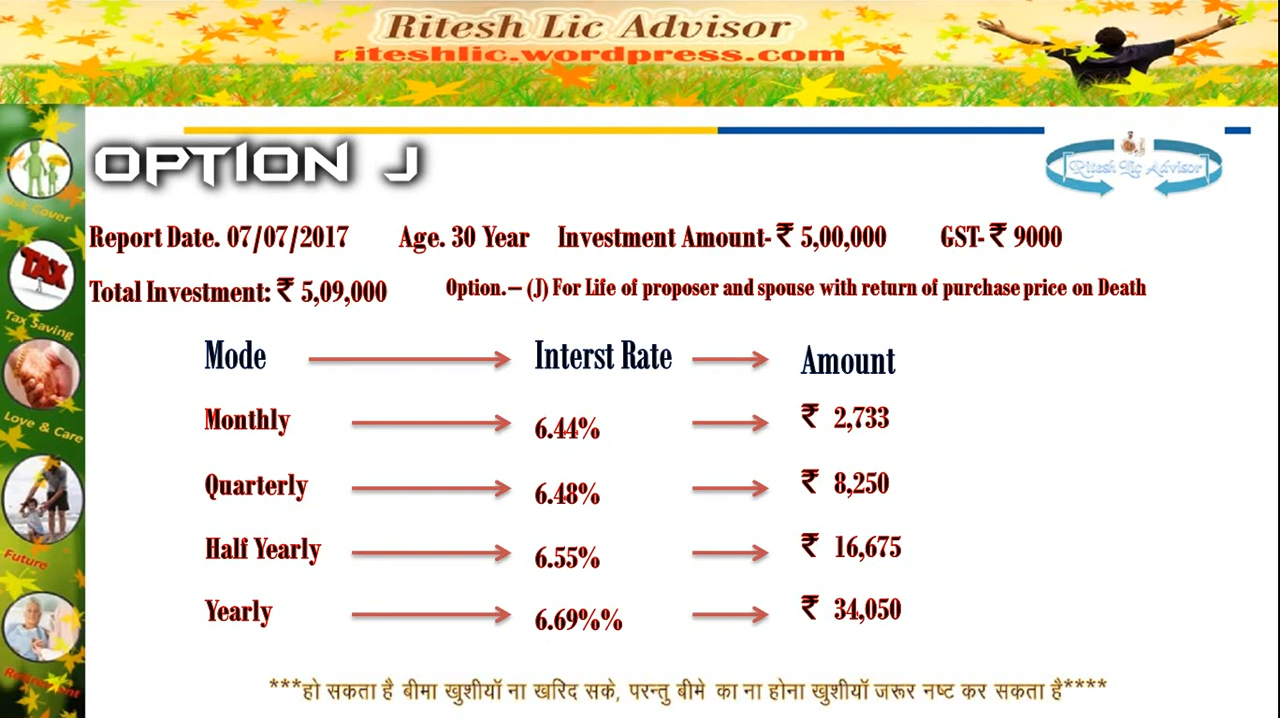 Ritesh Lic Advisor
riteshlic.wordpress.com
OPTION J
Ritesh Lic Advisor
Report Date. 07/07/2017 Age. 30 Year Investment Amount- ₹ 5,00,000 GST- ₹ 9000
Total Investment: ₹ 5,09,000 Option.– (J) For Life of proposer and spouse with return of purchase price on Death
Mode Interst Rate Amount
Monthly 6.44% ₹ 2,733
Quarterly 6.48% ₹ 8,250
Half Yearly 6.55% ₹ 16,675
Yearly 6.69%% ₹ 34,050
Risk Cover
TAX
Tax Saving
Love & Care
Future
Retirement
***हो सकता है बीमा खुशीयॉ ना खरिद सके, परन्तु बीमे का ना होना खुशीयॉ जरूर नष्ट कर सकता है****